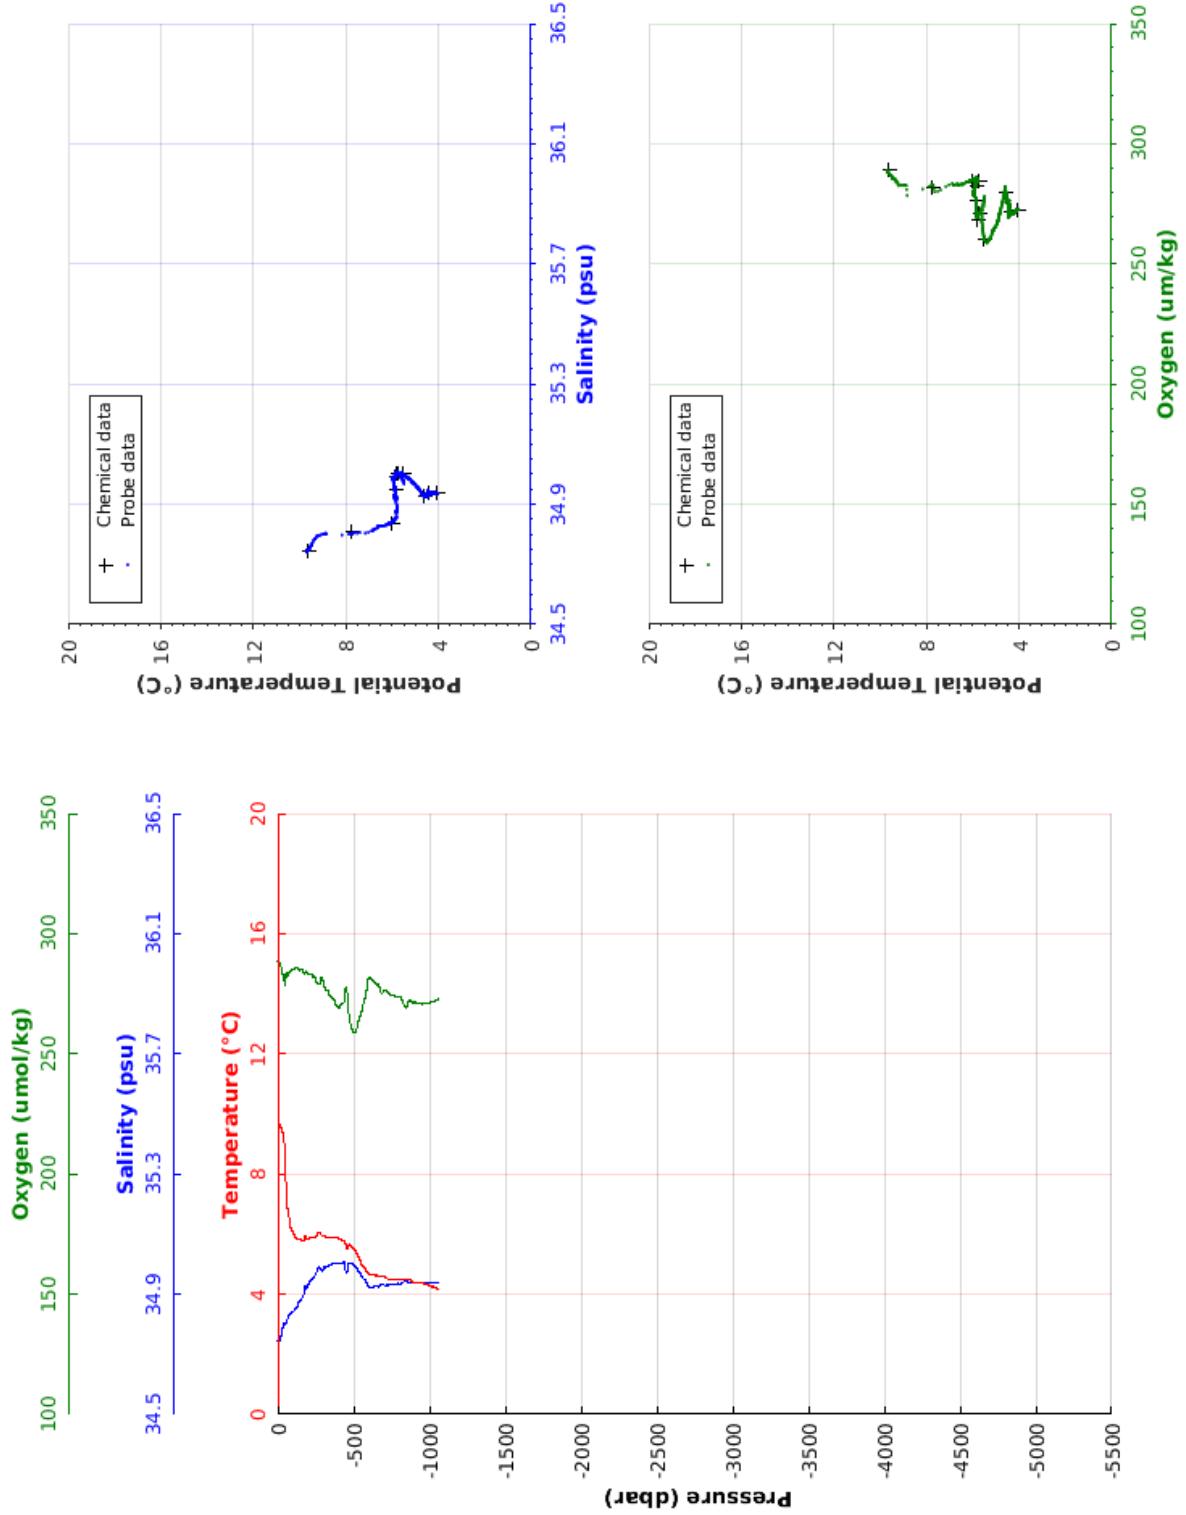 Oxygen (umol/kg)
100 150 200 250 300 350
Salinity (psu)
34.5 34.9 35.3 35.7 36.1 36.5
Temperature (°C)
0 4 8 12 16 20
Pressure (dbar)
0
-500
-1000
-1500
-2000
-2500
-3000
-3500
-4000
-4500
-5000
-5500
Potential Temperature (°C)
20
16
12
8
4
0
Chemical data
Probe data
34.5 34.9 35.3 35.7 36.1 36.5
Salinity (psu)
Potential Temperature (°C)
20
16
12
8
4
0
Chemical data
Probe data
100 150 200 250 300 350
Oxygen (um/kg)